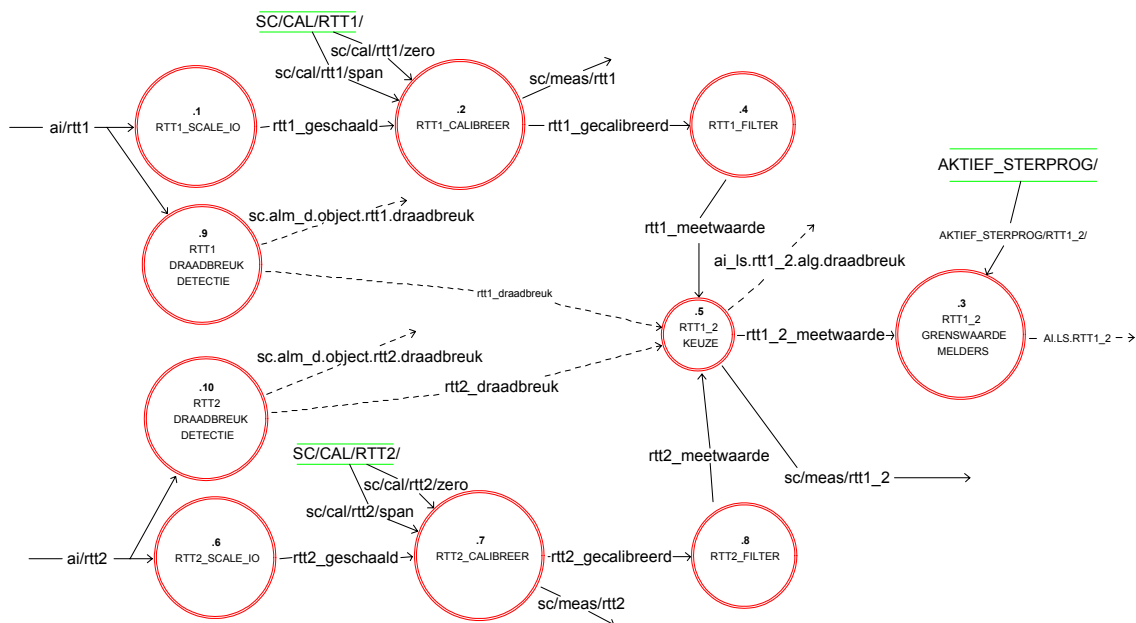 SC/CAL/RTT1/
sc/cal/rtt1/zero
sc/cal/rtt1/span
sc/meas/rtt1
ai/rtt1
.1
RTT1_SCALE_IO
rtt1_geschaald
.2
RTT1_CALIBREER
rtt1_gecalibreerd
.4
RTT1_FILTER
AKTIEF_STERPROG/
.9
RTT1
DRAADBREUK
DETECTIE
sc.alm_d.object.rtt1.draadbreuk
rtt1_meetwaarde
AKTIEF_STERPROG/RTT1_2/
ai_ls.rtt1_2.alg.draadbreuk
rtt1_draadbreuk
.5
RTT1_2
KEUZE
rtt1_2_meetwaarde
.3
RTT1_2
GRENSWAARDE
MELDERS
AI.LS.RTT1_2
sc.alm_d.object.rtt2.draadbreuk
.10
RTT2
DRAADBREUK
DETECTIE
rtt2_draadbreuk
SC/CAL/RTT2/
rtt2_meetwaarde
sc/meas/rtt1_2
sc/cal/rtt2/zero
sc/cal/rtt2/span
ai/rtt2
.6
RTT2_SCALE_IO
rtt2_geschaald
.7
RTT2_CALIBREER
rtt2_gecalibreerd
.8
RTT2_FILTER
sc/meas/rtt2